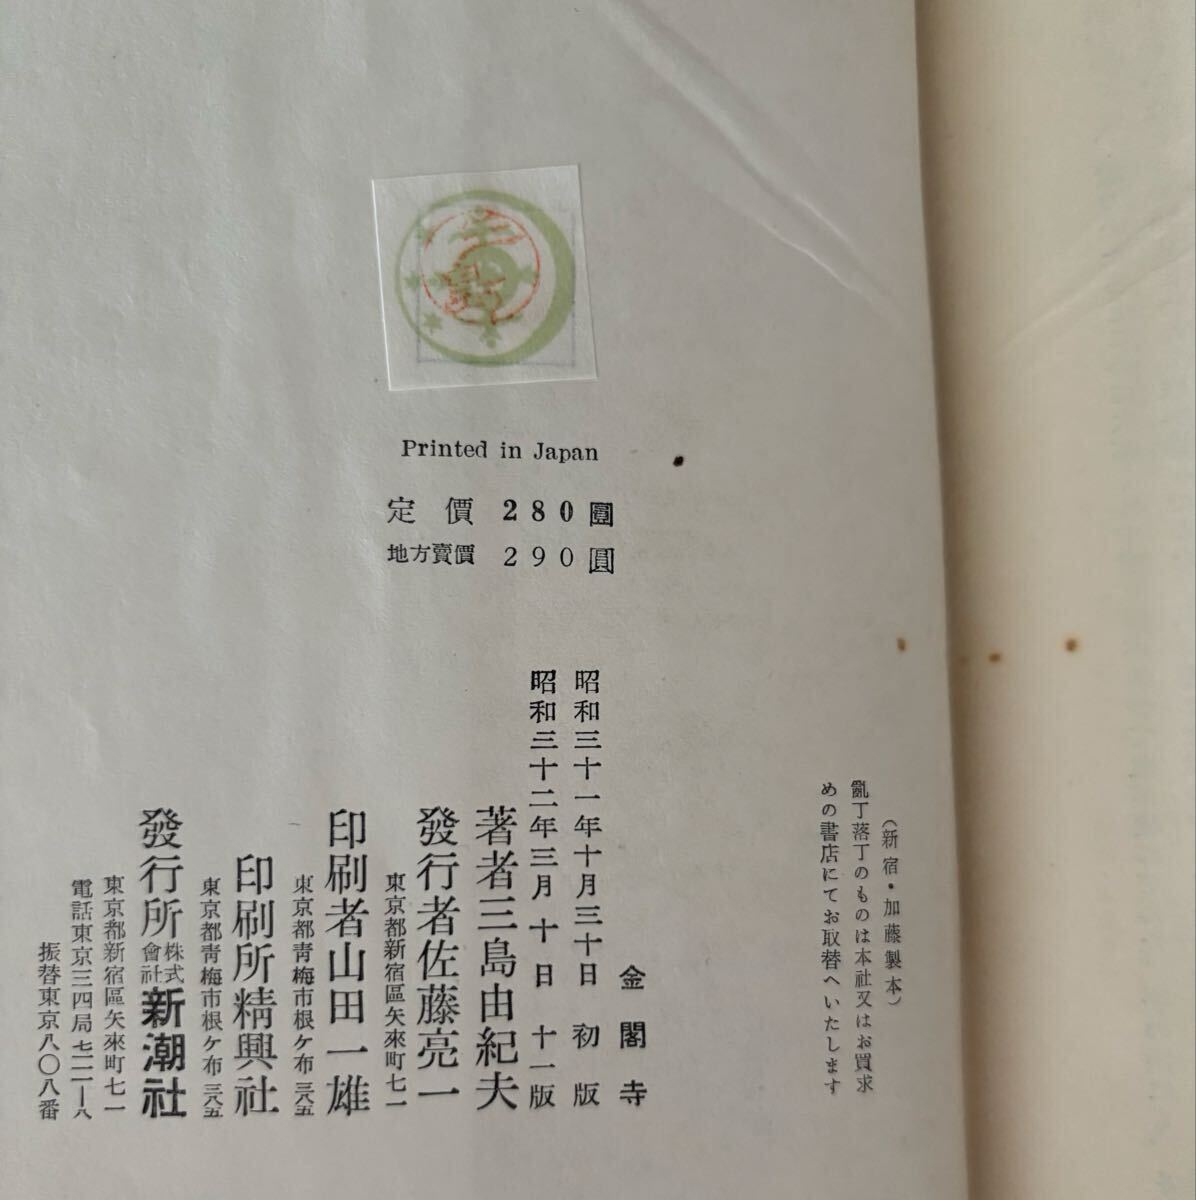 Printed in Japan
定價 280圓
地方賣價 290圓
(新宿・加藤製本)
亂丁落丁のものは本社又はお買求
めの書店にてお取替へいたします
金閣寺
昭和三十一年十月三十日 初版
昭和三十二年三月十日 十一版
著者三島由紀夫
發行者佐藤亮一
東京都新宿區矢來町七一
印刷者山田一雄
東京都靑梅市根ケ布三八五
印刷所精興社
東京都靑梅市根ケ布三八五
發行所株式會社新潮社
東京都新宿區矢來町七一
電話東京三四局七一二一-八
振替東京八〇八番